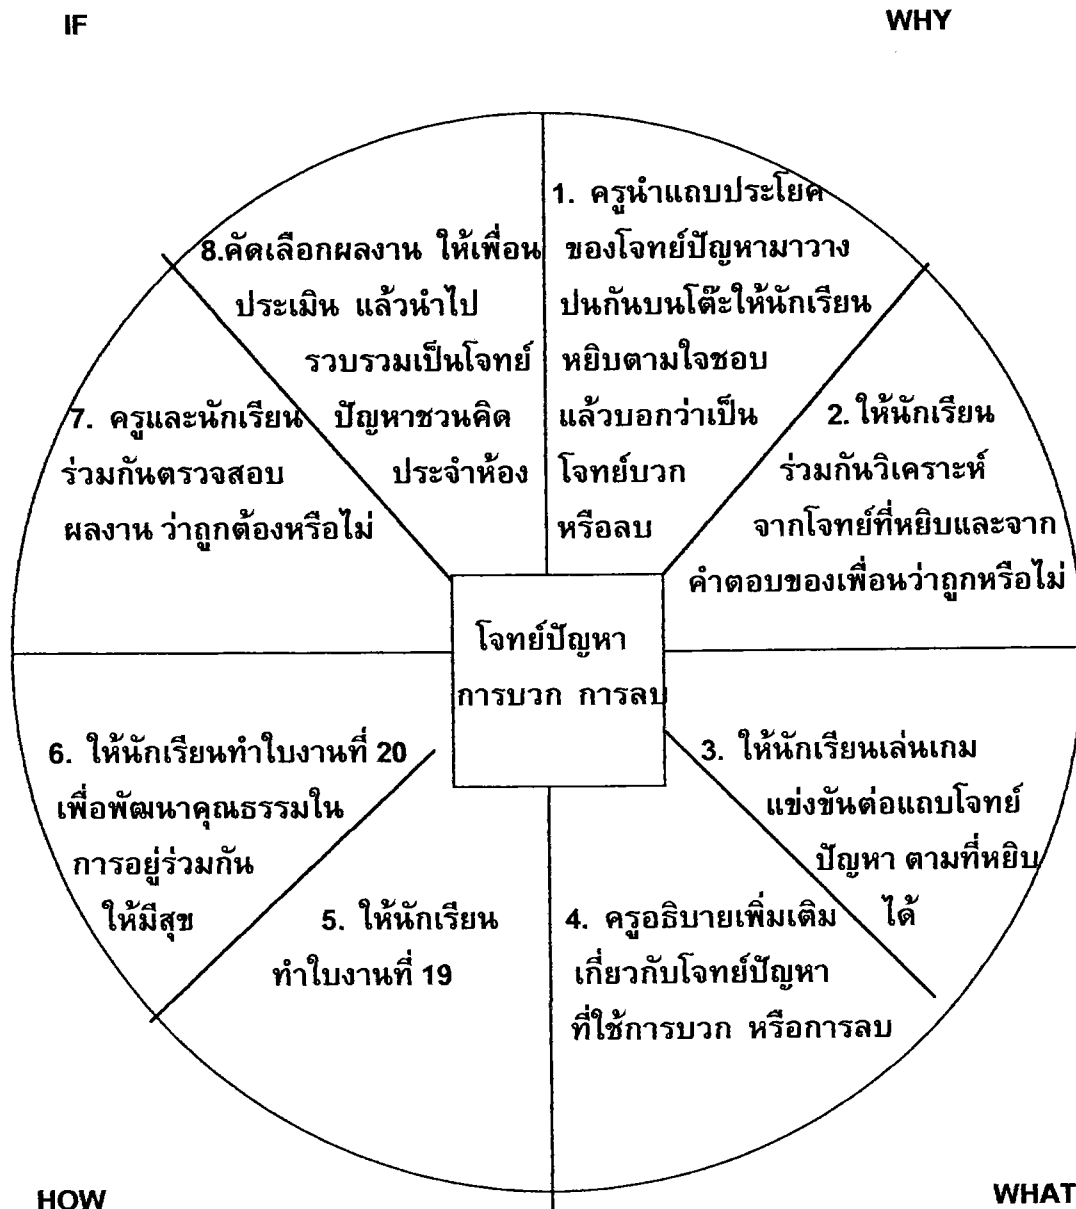 IF
WHY
1. ครูนำแถบประโยค
ของโจทย์ปัญหามาวาง
ปนกันบนโต๊ะให้นักเรียน
หยิบตามใจชอบ
แล้วบอกว่าเป็น
โจทย์บวก
หรือลบ
2. ให้นักเรียน
ร่วมกันวิเคราะห์
จากโจทย์ที่หยิบและจาก
คำตอบของเพื่อนว่าถูกหรือไม่
3. ให้นักเรียนเล่นเกม
แข่งขันต่อแถบโจทย์
ปัญหา ตามที่หยิบ
ได้
4. ครูอธิบายเพิ่มเติม
เกี่ยวกับโจทย์ปัญหา
ที่ใช้การบวก หรือการลบ
5. ให้นักเรียน
ทำใบงานที่ 19
6. ให้นักเรียนทำใบงานที่ 20
เพื่อพัฒนาคุณธรรมใน
การอยู่ร่วมกัน
ให้มีสุข
7. ครูและนักเรียน
ร่วมกันตรวจสอบ
ผลงาน ว่าถูกต้องหรือไม่
8.คัดเลือกผลงาน ให้เพื่อน
ประเมิน แล้วนำไป
รวบรวมเป็นโจทย์
ปัญหาชวนคิด
ประจำห้อง
โจทย์ปัญหา
การบวก การลบ
HOW
WHAT